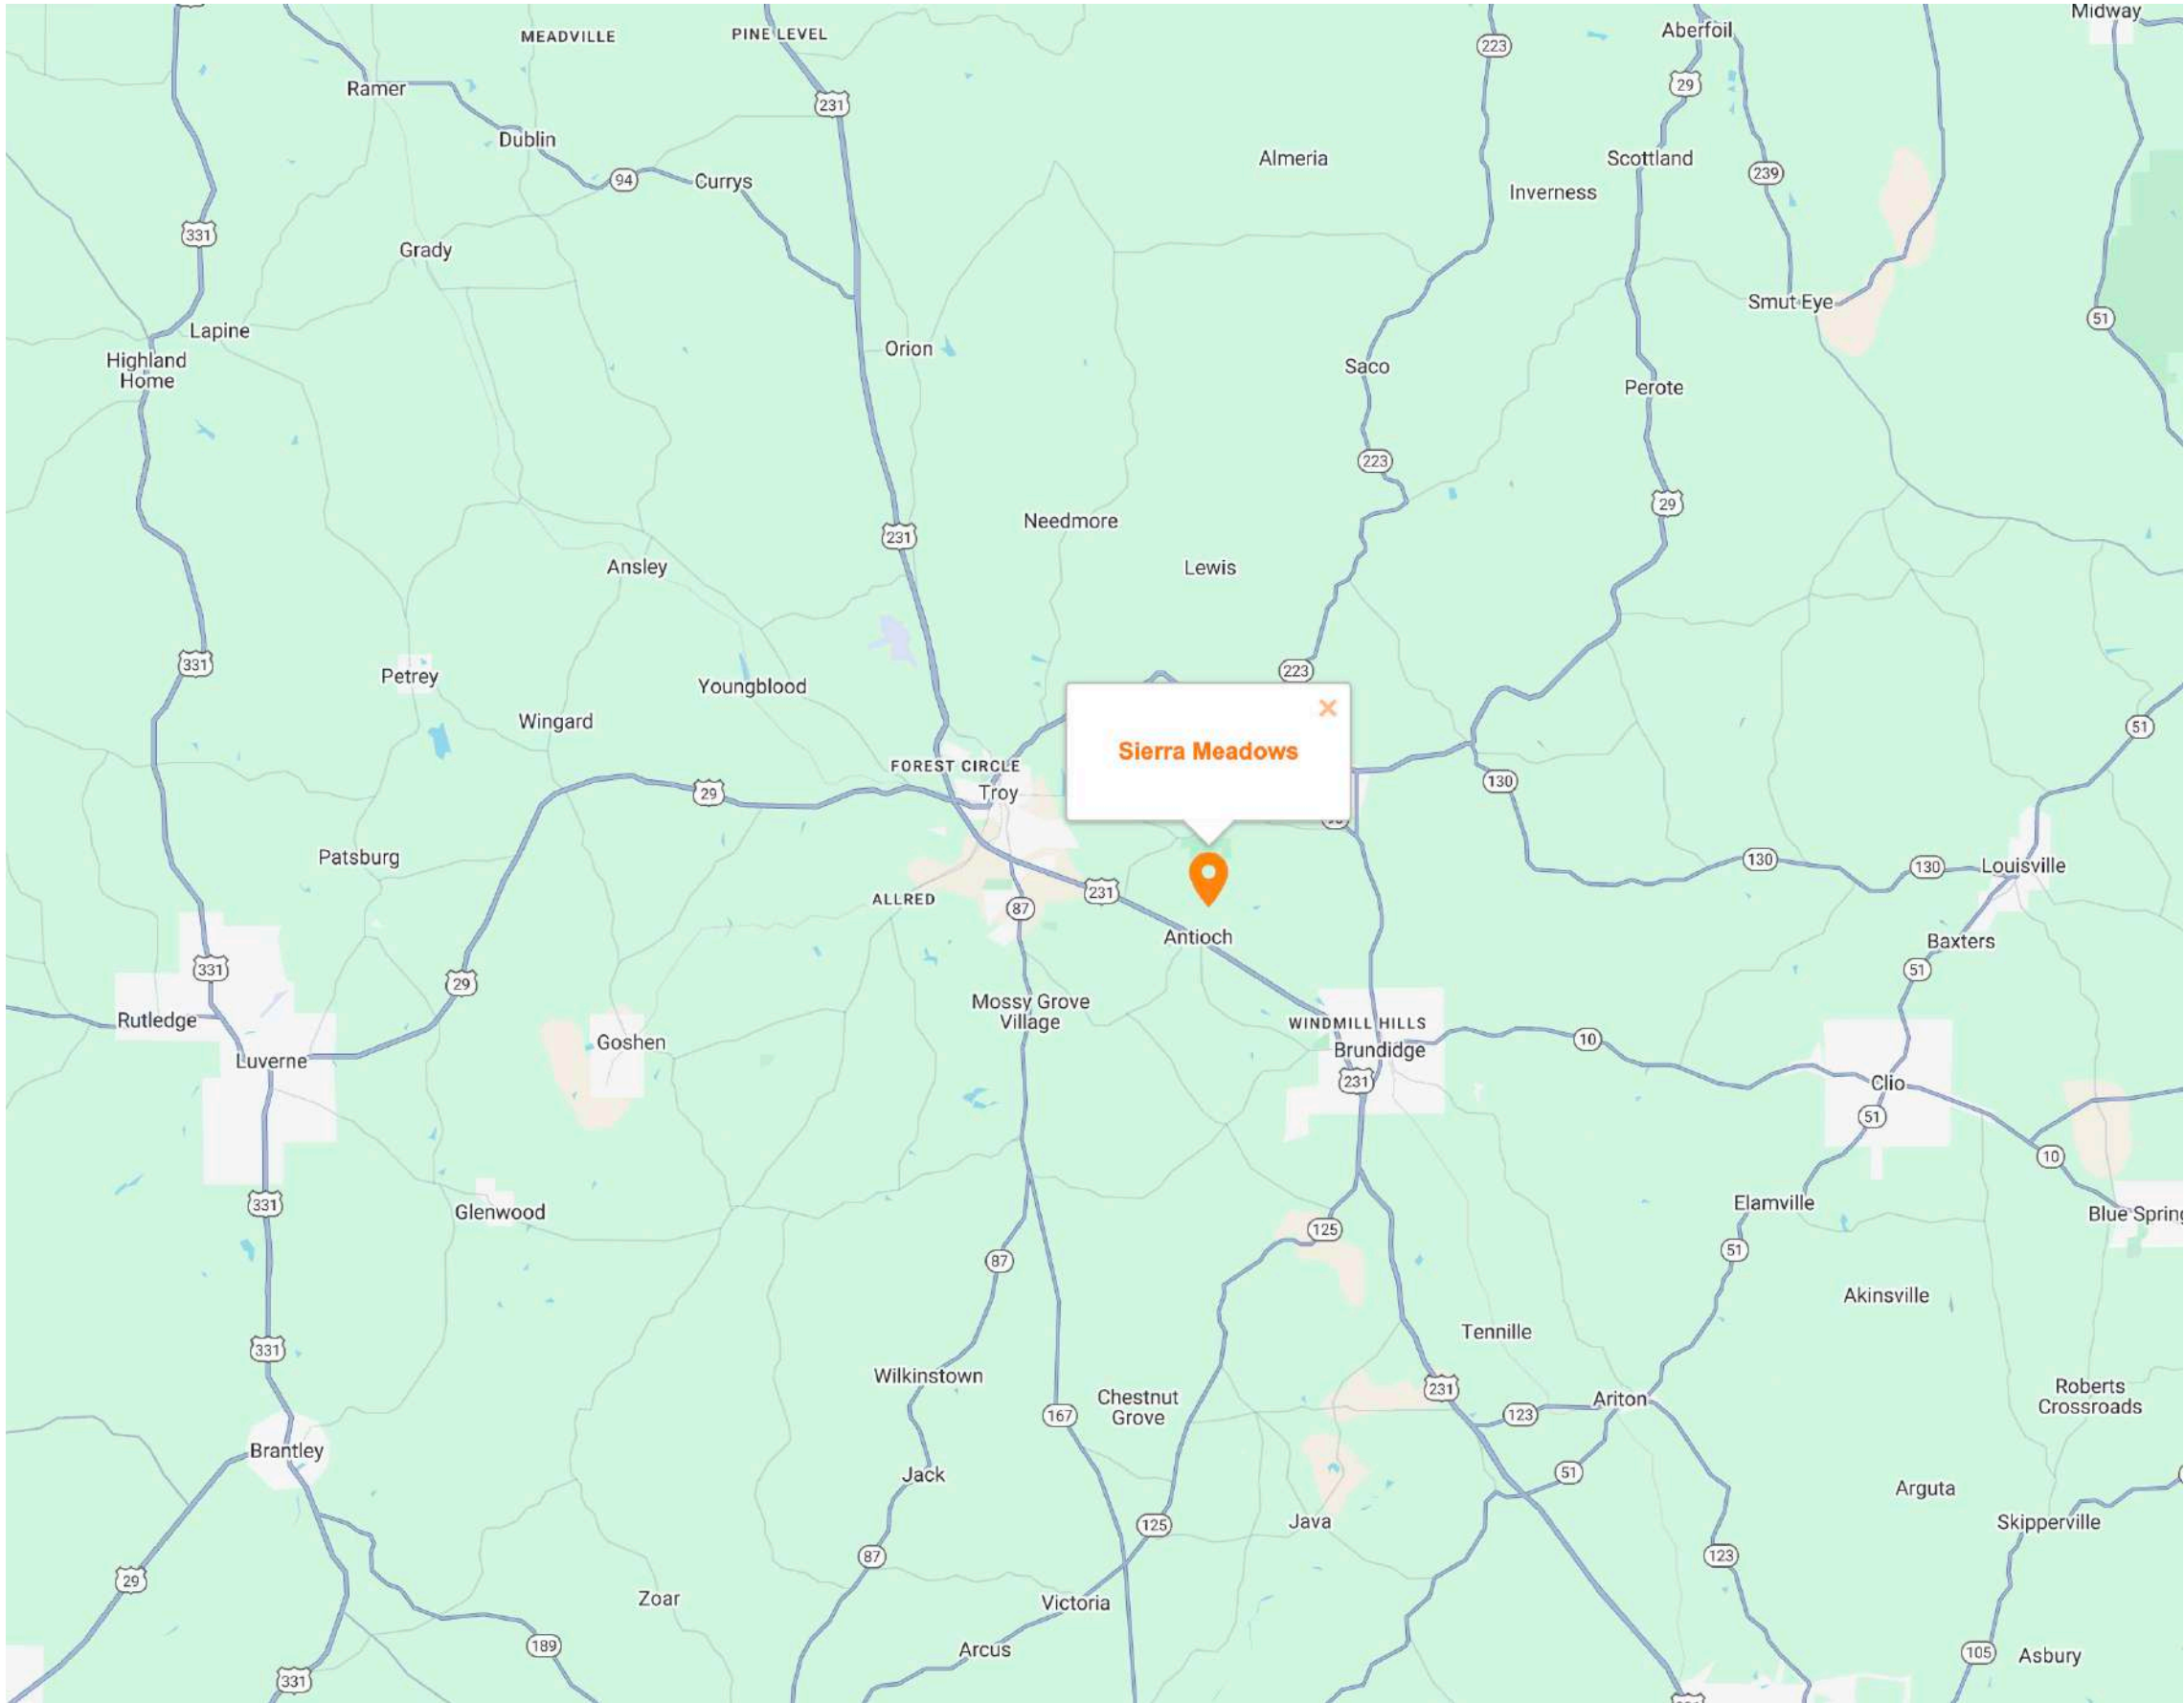 MEADVILLE
PINE LEVEL
223
Aberfoil
Midway
29
Ramer
231
Dublin
94
Currys
Almeria
Scottland
239
Inverness
331
Grady
Smut Eye
51
Lapine
Highland
Home
Orion
Saco
Perote
223
29
231
Needmore
Ansley
Lewis
331
Petrey
Youngblood
223
Wingard
51
Sierra Meadows
FOREST CIRCLE
Troy
29
130
Patsburg
130
130
Louisville
ALLRED
87
231
Antioch
Baxters
331
29
51
Rutledge
Mossy Grove
Village
WINDMILL HILLS
Goshen
10
Luverne
Brundidge
231
Clio
51
10
331
Glenwood
125
Elamville
Blue Spring
87
51
Akinsville
331
Tennille
Wilkinstown
231
Chestnut
Grove
167
123
Ariton
Roberts
Crossroads
Brantley
Jack
51
Arguta
125
Java
Skipperville
87
123
29
Zoar
Victoria
189
Arcus
105
Asbury
331